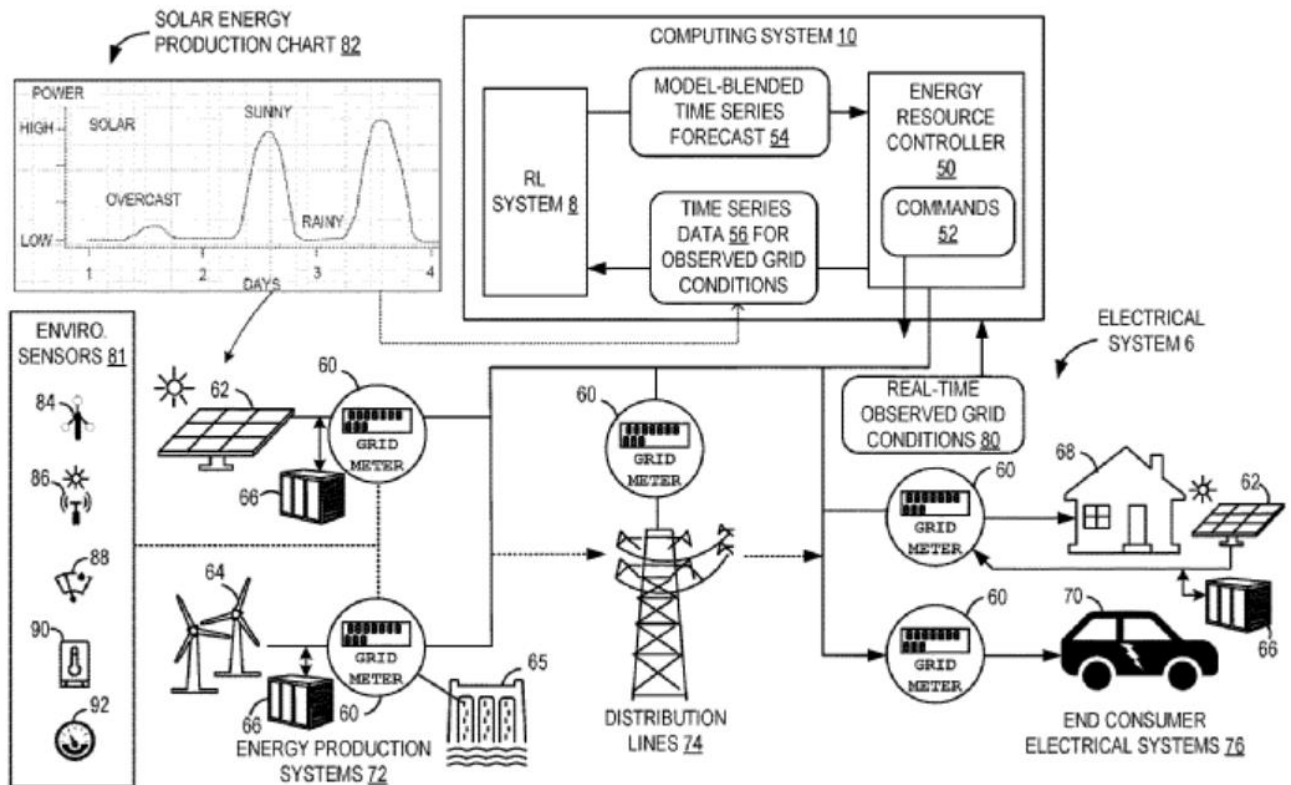 SOLAR ENERGY
PRODUCTION CHART 82
POWER
HIGH
SOLAR
SUNNY
OVERCAST
RAINY
LOW
1
2
3
4
DAYS
COMPUTING SYSTEM 10
RL
SYSTEM 8
MODEL-BLENDED
TIME SERIES
FORECAST 54
TIME SERIES
DATA 56 FOR
OBSERVED GRID
CONDITIONS
ENERGY
RESOURCE
CONTROLLER
50
COMMANDS
52
ELECTRICAL
SYSTEM 6
REAL-TIME
OBSERVED GRID
CONDITIONS 80
ENVIRO.
SENSORS 81
84
86
88
90
92
62
60
GRID
METER
66
64
GRID
METER
60
66
65
ENERGY PRODUCTION
SYSTEMS 72
60
GRID
METER
DISTRIBUTION
LINES 74
60
GRID
METER
68
62
66
60
GRID
METER
70
END CONSUMER
ELECTRICAL SYSTEMS 76